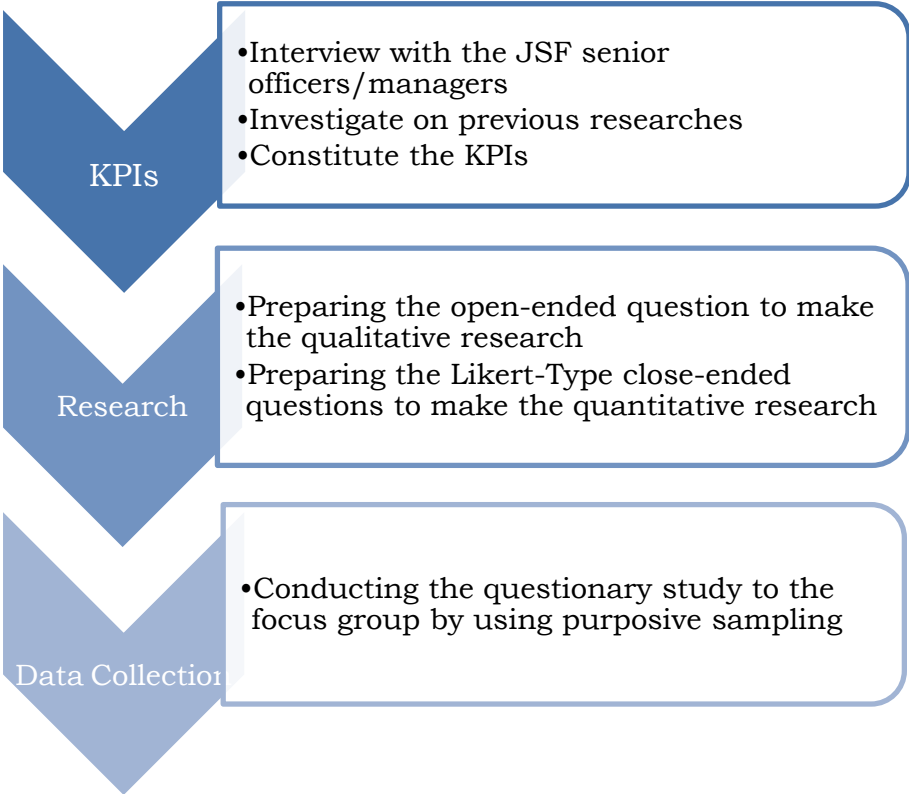 KPIs
•Interview with the JSF senior
officers/managers
•Investigate on previous researches
•Constitute the KPIs
Research
•Preparing the open-ended question to make
the qualitative research
•Preparing the Likert-Type close-ended
questions to make the quantitative research
Data Collection
•Conducting the questionary study to the
focus group by using purposive sampling